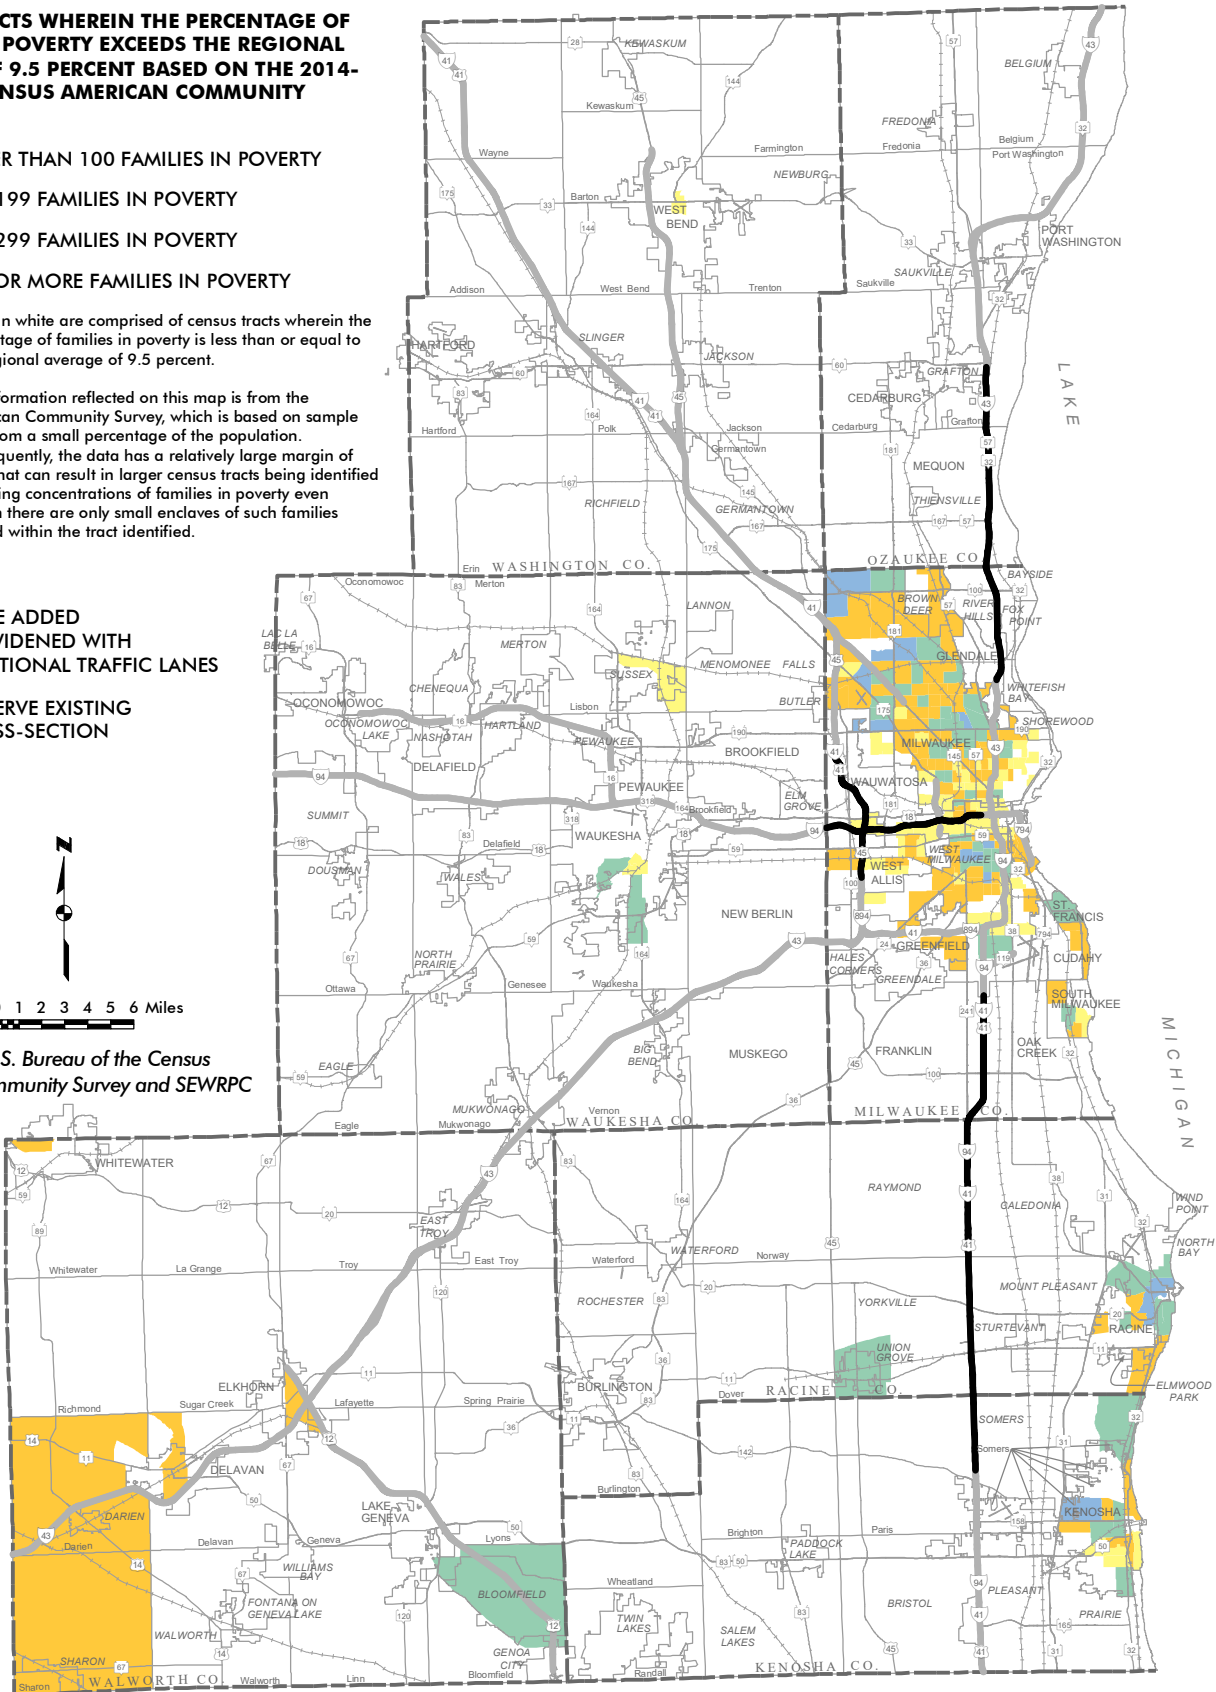 CTS WHEREIN THE PERCENTAGE OF
POVERTY EXCEEDS THE REGIONAL
F 9.5 PERCENT BASED ON THE 2014-
NSUS AMERICAN COMMUNITY
R THAN 100 FAMILIES IN POVERTY
199 FAMILIES IN POVERTY
299 FAMILIES IN POVERTY
OR MORE FAMILIES IN POVERTY
n white are comprised of census tracts wherein the
tage of families in poverty is less than or equal to
gional average of 9.5 percent.
formation reflected on this map is from the
can Community Survey, which is based on sample
om a small percentage of the population.
quently, the data has a relatively large margin of
hat can result in larger census tracts being identified
ing concentrations of families in poverty even
n there are only small enclaves of such families
d within the tract identified.
E ADDED
VIDENED WITH
TIONAL TRAFFIC LANES
ERVE EXISTING
SS-SECTION
N
0 1 2 3 4 5 6 Miles
S. Bureau of the Census
mmunity Survey and SEWRPC
KEWASKUM
Kewaskum
Wayne
Barton
WEST
BEND
Farmington
NEWBURG
Addison
West Bend
Trenton
HARTFORD
SLINGER
JACKSON
Hartford
Polk
Jackson
Germantown
RICHFIELD
GERMANTOWN
Erin
WASHINGTON CO.
BELGIUM
FREDONIA
Fredonia
Belgium
Port Washington
PORT
WASHINGTON
SAUKVILLE
Saukville
GRAFTON
CEDARBURG
Cedarburg
Grafton
MEQUON
THIENSVILLE
OZAUKEE CO.
LAKE
MICHIGAN
Oconomowoc
Merton
LAC LA
BELLE
MERTON
LANNON
SUSSEX
MENOMONEE FALLS
BUTLER
CHENEQUA
OCONOMOWOC
OCONOMOWOC
LAKE
NASHOTAH
HARTLAND
Lisbon
PEWAUKEE
DELAFIELD
PEWAUKEE
BROOKFIELD
Brookfield
ELM
GROVE
SUMMIT
WAUKESHA
Delafield
DOUSMAN
WALES
NEW BERLIN
NORTH
PRAIRIE
Ottawa
Genesee
Waukesha
EAGLE
BIG
BEND
MUSKEGO
MUKWONAGO
Mukwonago
Vernon
Eagle
WAUKESHA CO.
BAYSIDE
BROWN
DEER
RIVER
HILLS
FOX
POINT
GLENDALE
WHITEFISH
BAY
SHOREWOOD
MILWAUKEE
WAUWATOSA
WEST
MILWAUKEE
WEST
ALLIS
ST.
FRANCIS
GREENFIELD
HALES
CORNERS
GREENDALE
CUDAHY
SOUTH
MILWAUKEE
FRANKLIN
OAK
CREEK
MILWAUKEE CO.
WHITEWATER
Whitewater
La Grange
Troy
EAST
TROY
East Troy
ELKHORN
Richmond
Sugar Creek
Lafayette
Spring Prairie
DELAVAN
DARIEN
Darien
Delavan
Geneva
LAKE
GENEVA
Lyons
WILLIAMS
BAY
FONTANA ON
GENEVA LAKE
BLOOMFIELD
WALWORTH
SHARON
Sharon
WALWORTH CO.
Walworth
Linn
Bloomfield
GENOA
CITY
RAYMOND
CALEDONIA
WIND
POINT
NORTH
BAY
WATERFORD
Waterford
Norway
ROCHESTER
YORKVILLE
MOUNT PLEASANT
STURTEVANT
RACINE
UNION
GROVE
ELMWOOD
PARK
BURLINGTON
Dover
RACINE CO.
Burlington
SOMERS
Somers
KENOSHA
Brighton
Paris
PADDOCK
LAKE
Wheatland
TWIN
LAKES
SALEM
LAKES
BRISTOL
PLEASANT
PRAIRIE
Randall
KENOSHA CO.